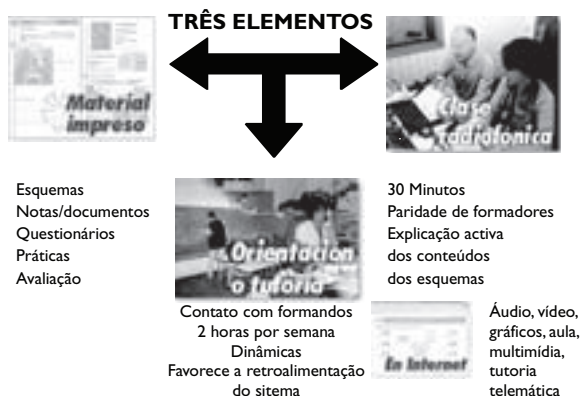 TRÊS ELEMENTOS
Material
impreso
Clase
radiofónica
Esquemas
Notas/documentos
Questionários
Práticas
Avaliação
Orientación
o tutoría
Contato com formandos
2 horas por semana
Dinâmicas
Favorece a retroalimentação
do sitema
30 Minutos
Paridade de formadores
Explicação activa
dos conteúdos
dos esquemas
En Internet
Áudio, vídeo,
gráficos, aula,
multimídia,
tutoria
telemática